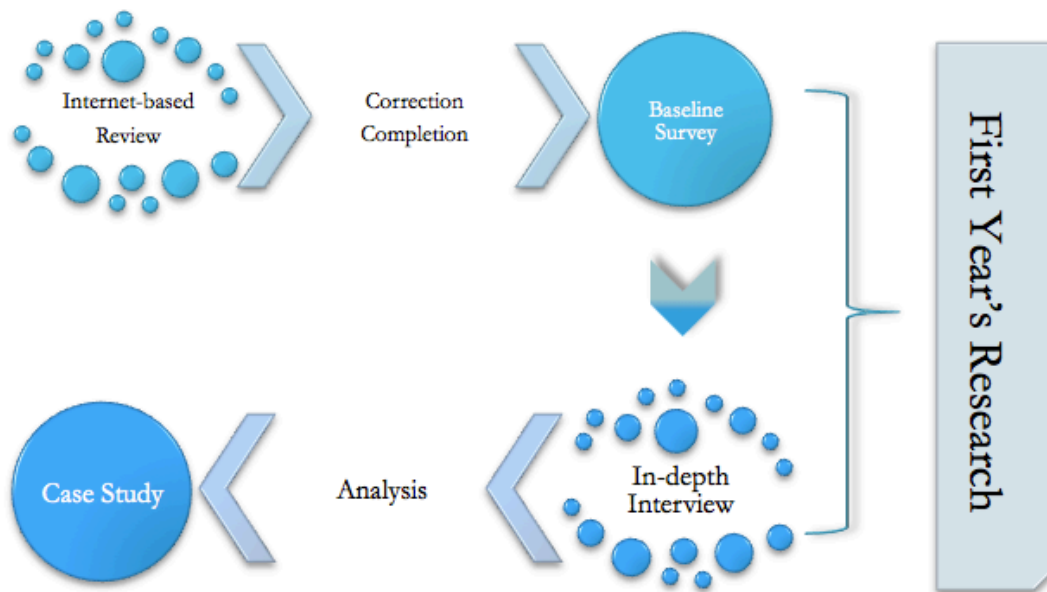 Internet-based
Review
Correction
Completion
Baseline
Survey
First Year's Research
In-depth
Interview
Analysis
Case Study